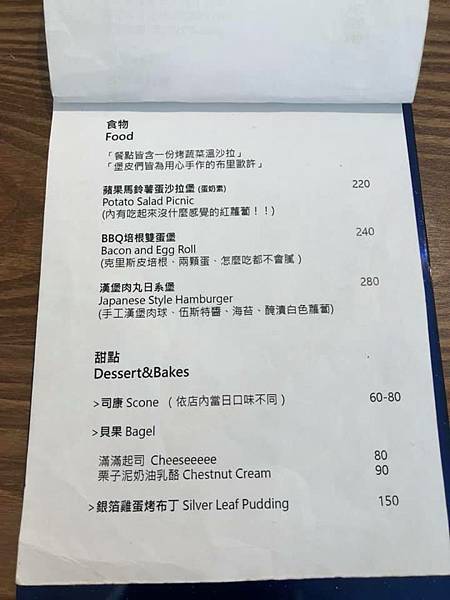 食物
Food
「餐點皆含一份烤蔬菜溫沙拉」
「堡皮們皆為用心手作的布里歐許」
蘋果馬鈴薯蛋沙拉堡 (蛋奶素) 220
Potato Salad Picnic
(內有吃起來沒什麼感覺的紅蘿蔔！！)
BBQ培根雙蛋堡 240
Bacon and Egg Roll
(克里斯皮培根、兩顆蛋、怎麼吃都不會膩)
漢堡肉丸日系堡 280
Japanese Style Hamburger
(手工漢堡肉球、伍斯特醬、海苔、醃漬白色蘿蔔)
甜點
Dessert&Bakes
>司康 Scone （依店內當日口味不同） 60-80
>貝果 Bagel
滿滿起司 Cheeseeeee 80
栗子泥奶油乳酪 Chestnut Cream 90
>銀箔雞蛋烤布丁 Silver Leaf Pudding 150